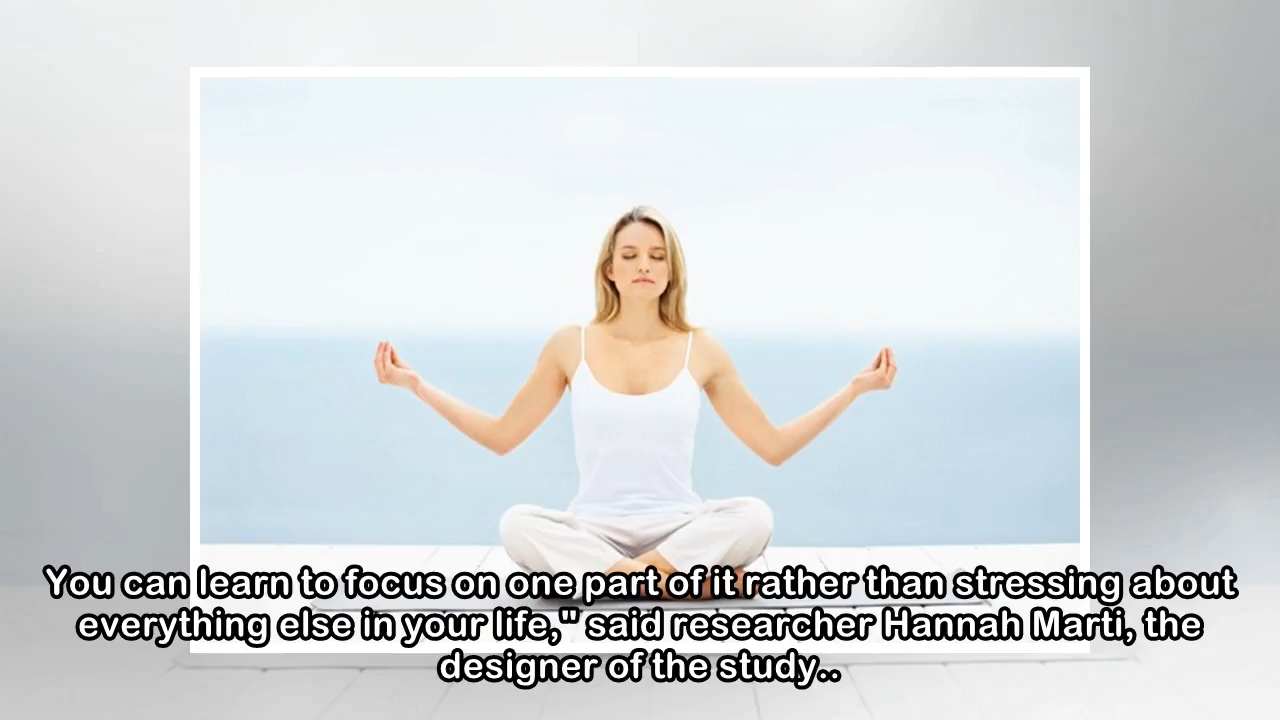 You can learn to focus on one part of it rather than stressing about
everything else in your life," said researcher Hannah Marti, the
designer of the study..